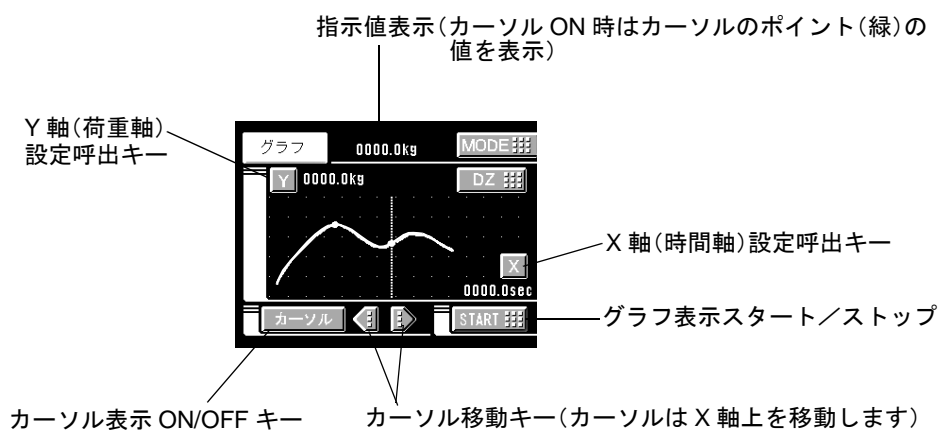 指示値表示（カーソル ON 時はカーソルのポイント（緑）の
値を表示）
Y 軸（荷重軸）
設定呼出キー
グラフ
0000.0kg
MODE
Y
0000.0kg
DZ
X 軸（時間軸）設定呼出キー
X
0000.0sec
カーソル
START
グラフ表示スタート／ストップ
カーソル表示 ON/OFF キー
カーソル移動キー（カーソルは X 軸上を移動します）